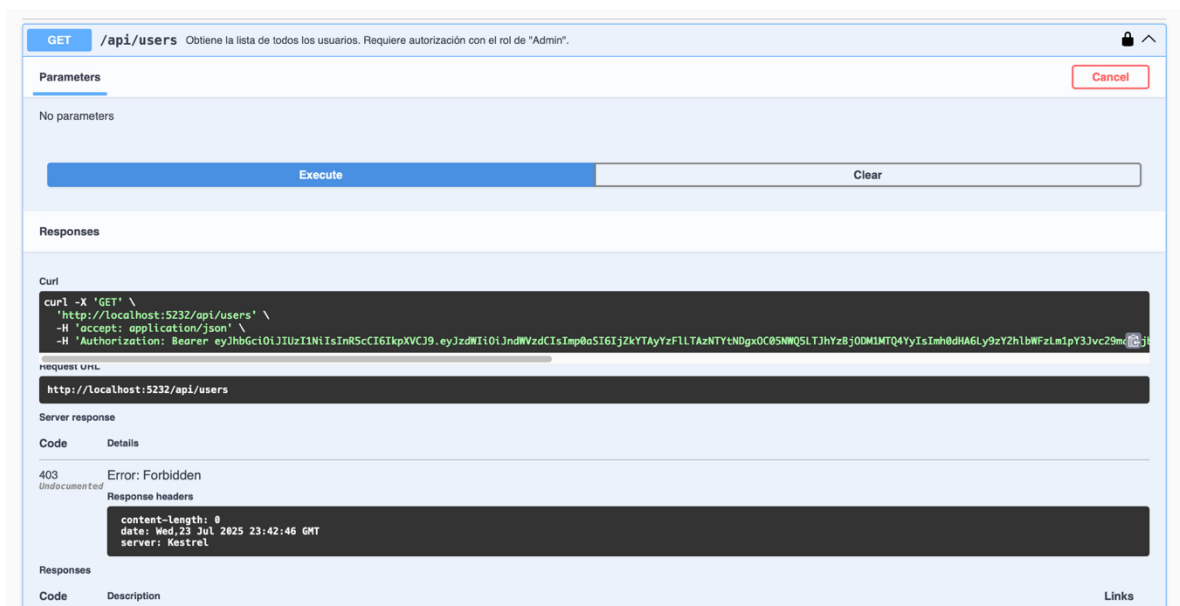 GET /api/users Obtiene la lista de todos los usuarios. Requiere autorización con el rol de "Admin".
Parameters
Cancel
No parameters
Execute
Clear
Responses
Curl
curl -X 'GET' \
'http://localhost:5232/api/users' \
-H 'accept: application/json' \
-H 'Authorization: Bearer
Request URL
http://localhost:5232/api/users
Server response
Code Details
403 Error: Forbidden
Undocumented
Response headers
content-length: 0
date: Wed,23 Jul 2025 23:42:46 GMT
server: Kestrel
Responses
Code Description Links